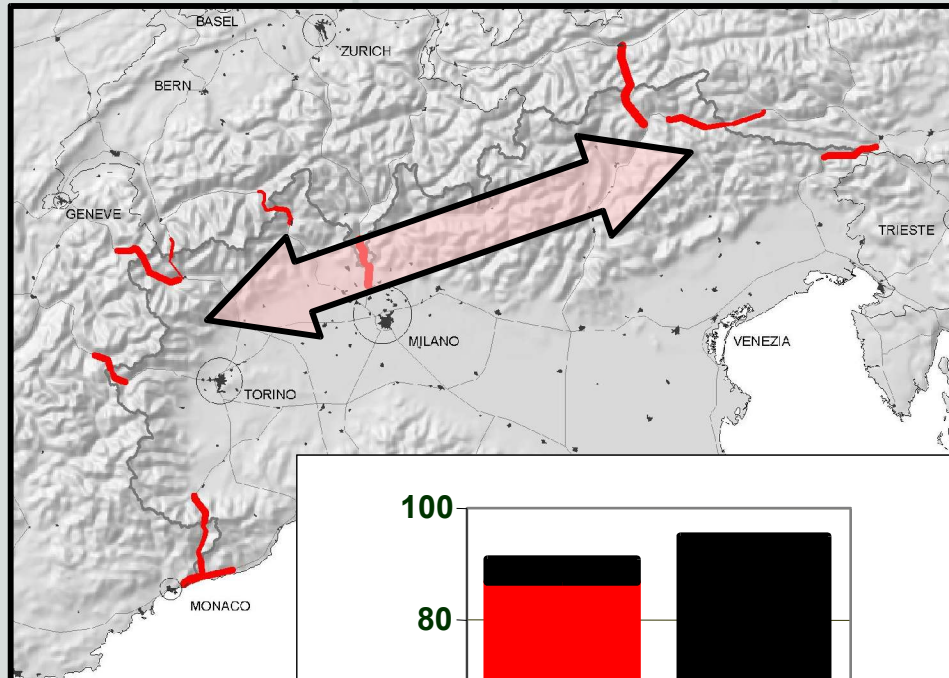 BASEL
ZURICH
BERN
GENEVE
TRIESTE
MILANO
VENEZIA
TORINO
MONACO
100
80